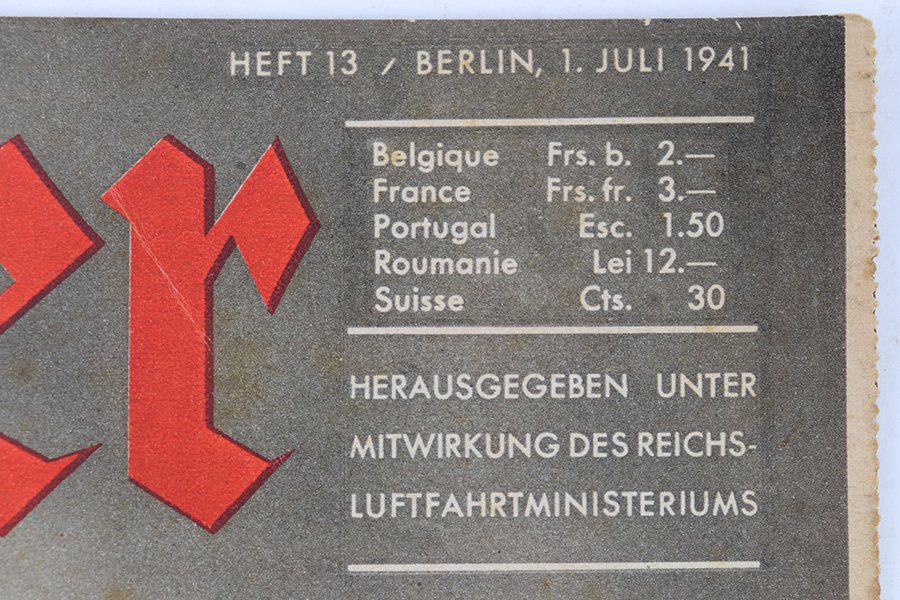 HEFT 13 / BERLIN, 1. JULI 1941
er
Belgique Frs. b. 2.—
France Frs. fr. 3.—
Portugal Esc. 1.50
Roumanie Lei 12.—
Suisse Cts. 30
HERAUSGEGEBEN UNTER
MITWIRKUNG DES REICHS-
LUFTFAHRTMINISTERIUMS